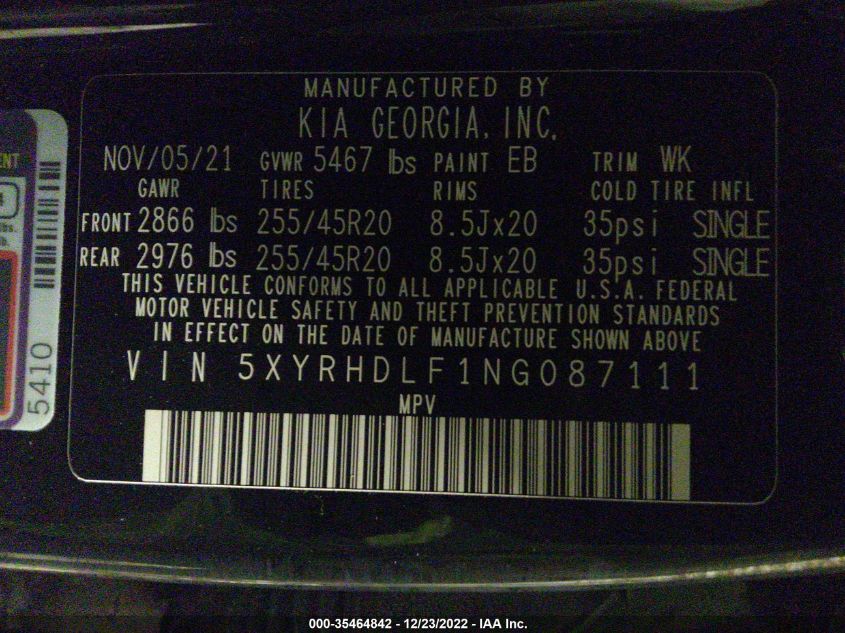 MANUFACTURED BY
KIA GEORGIA, INC.
NOV/05/21 GVWR 5467 lbs PAINT EB TRIM WK
GAWR TIRES RIMS COLD TIRE INFL
FRONT 2866 lbs 255/45R20 8.5Jx20 35psi SINGLE
REAR 2976 lbs 255/45R20 8.5Jx20 35psi SINGLE
THIS VEHICLE CONFORMS TO ALL APPLICABLE U.S.A. FEDERAL
MOTOR VEHICLE SAFETY AND THEFT PREVENTION STANDARDS
IN EFFECT ON THE DATE OF MANUFACTURE SHOWN ABOVE
VIN 5XYRHDLF1NG087111
MPV
5410
000-35464842 - 12/23/2022 - IAA Inc.